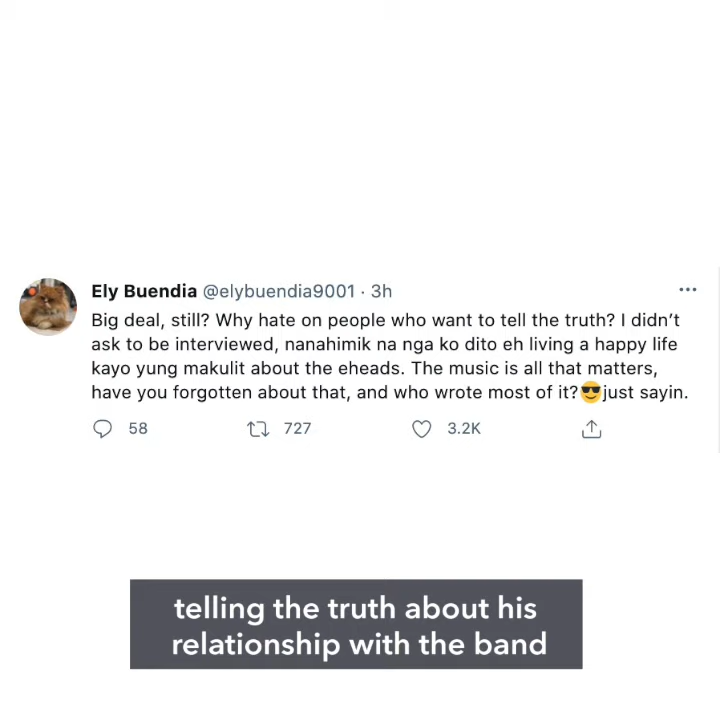 Ely Buendia @elybuendia9001 · 3h
Big deal, still? Why hate on people who want to tell the truth? I didn’t
ask to be interviewed, nanahimik na nga ko dito eh living a happy life
kayo yung makulit about the eheads. The music is all that matters,
have you forgotten about that, and who wrote most of it?😎just sayin.
58 727 3.2K
telling the truth about his
relationship with the band